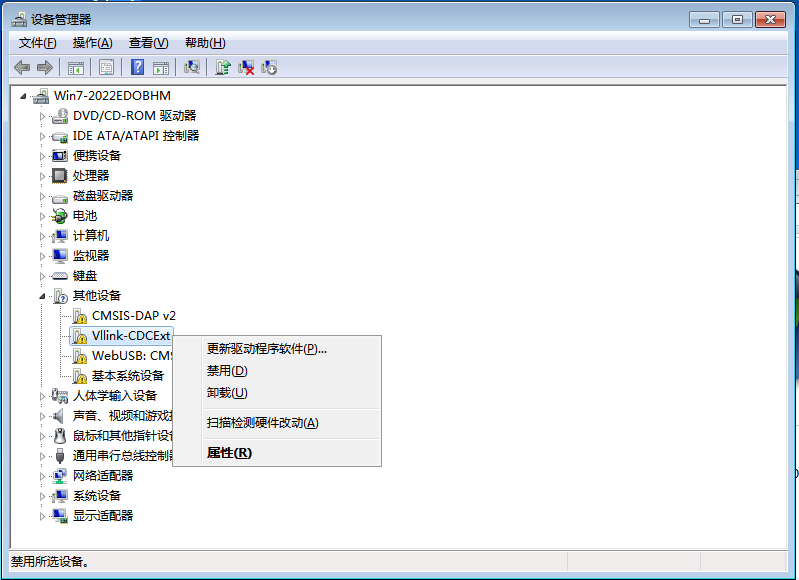 设备管理器
文件(F) 操作(A) 查看(V) 帮助(H)
Win7-2022EDOBHM
DVD/CD-ROM 驱动器
IDE ATA/ATAPI 控制器
便携设备
处理器
磁盘驱动器
电池
计算机
监视器
键盘
其他设备
CMSIS-DAP v2
Vllink-CDCExt
WebUSB: CMS
基本系统设备
人体学输入设备
声音、视频和游戏
鼠标和其他指针设
通用串行总线控制
网络适配器
系统设备
显示适配器
更新驱动程序软件(P)...
禁用(D)
卸载(U)
扫描检测硬件改动(A)
属性(R)
禁用所选设备。